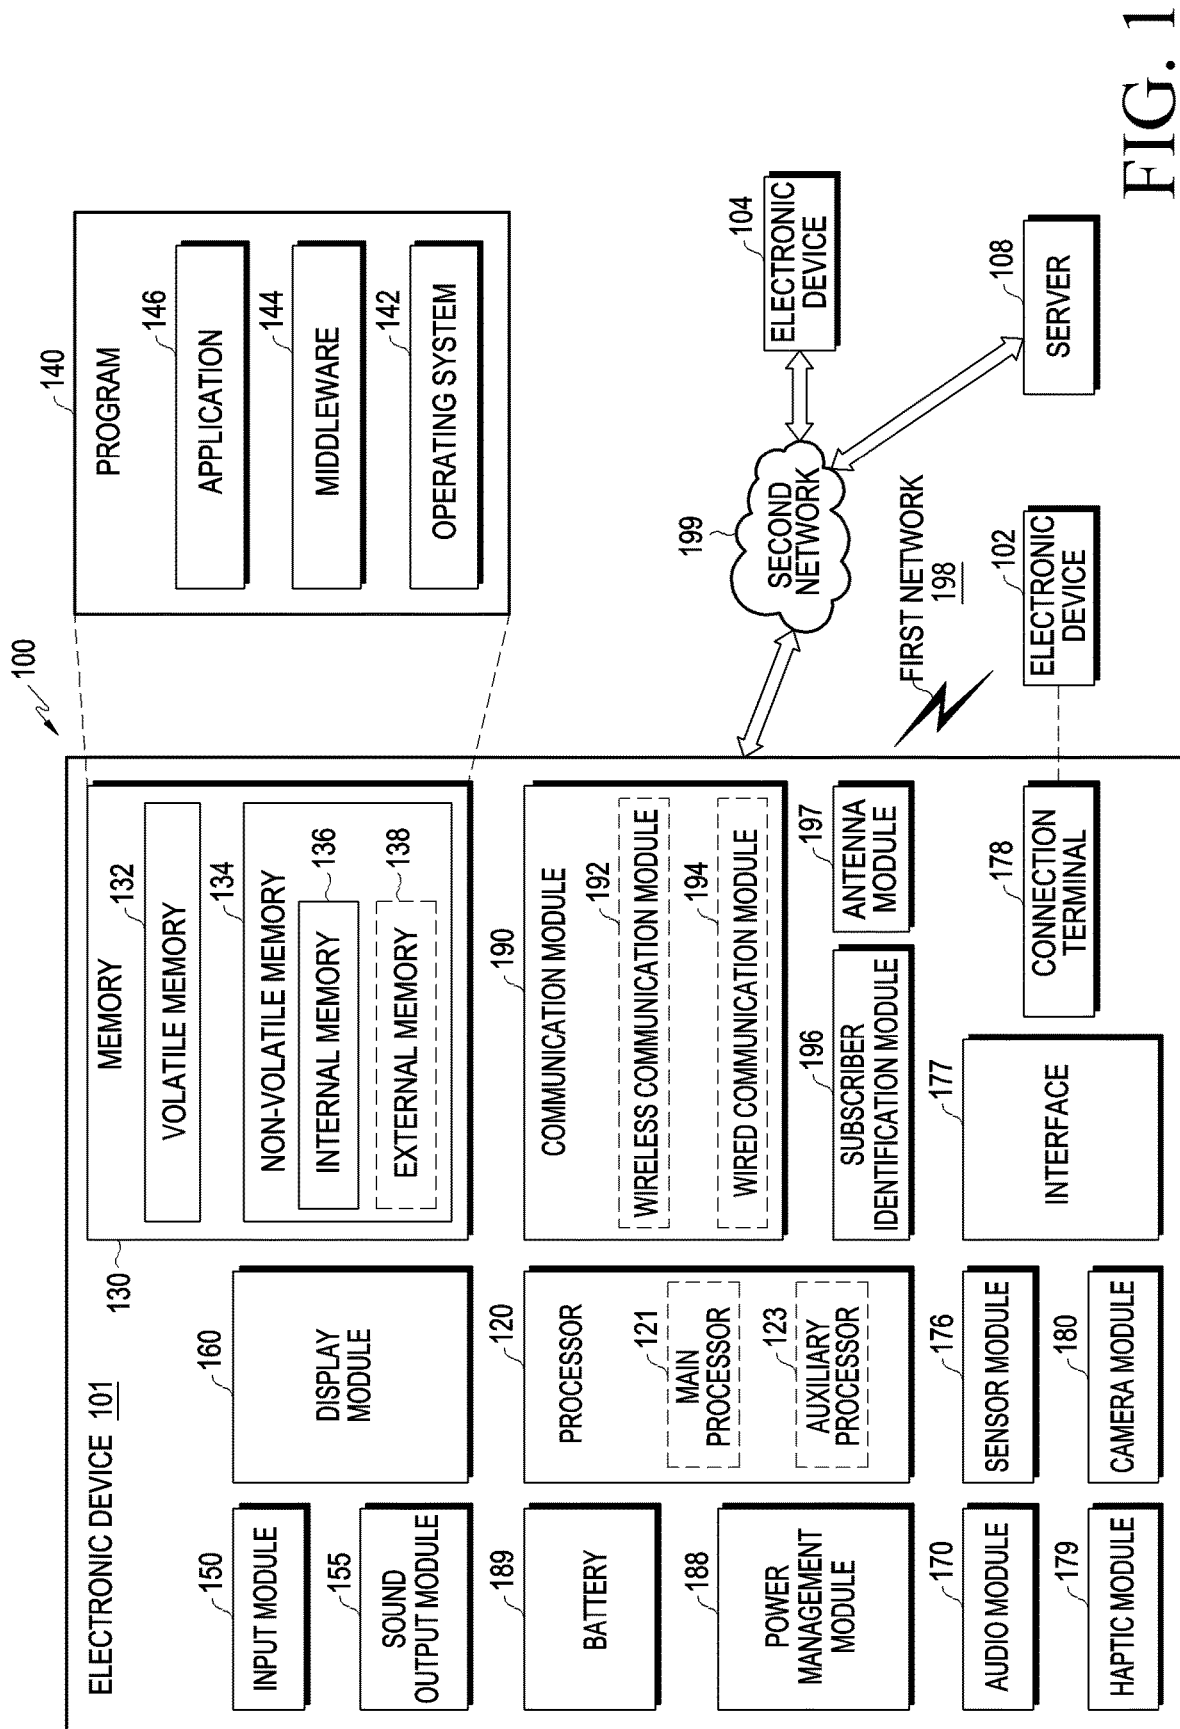 100
ELECTRONIC DEVICE 101
150
INPUT MODULE
155
SOUND
OUTPUT MODULE
160
DISPLAY
MODULE
130
MEMORY
132
VOLATILE MEMORY
134
NON-VOLATILE MEMORY
136
INTERNAL MEMORY
138
EXTERNAL MEMORY
140
PROGRAM
146
APPLICATION
144
MIDDLEWARE
142
OPERATING SYSTEM
189
BATTERY
188
POWER
MANAGEMENT
MODULE
120
PROCESSOR
121
MAIN
PROCESSOR
123
AUXILIARY
PROCESSOR
190
COMMUNICATION MODULE
192
WIRELESS COMMUNICATION MODULE
194
WIRED COMMUNICATION MODULE
196
SUBSCRIBER
IDENTIFICATION MODULE
197
ANTENNA
MODULE
199
SECOND
NETWORK
104
ELECTRONIC
DEVICE
108
SERVER
FIRST NETWORK
198
170
AUDIO MODULE
176
SENSOR MODULE
177
INTERFACE
178
CONNECTION
TERMINAL
102
ELECTRONIC
DEVICE
179
HAPTIC MODULE
180
CAMERA MODULE
FIG. 1